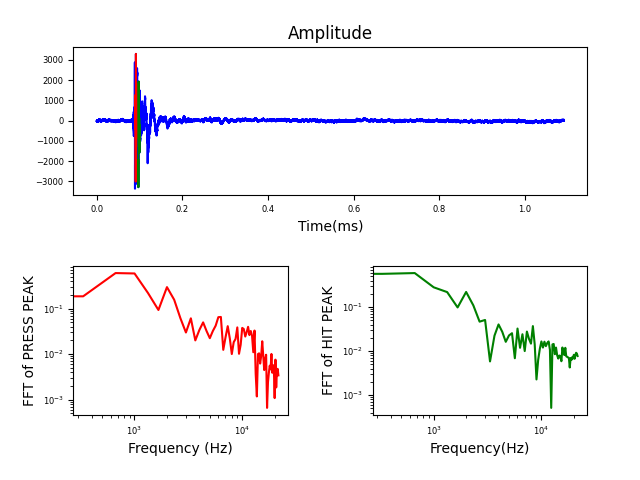 Amplitude
3000
2000
1000
0
−1000
−2000
−3000
0.0 0.2 0.4 0.6 0.8 1.0
Time(ms)
FFT of PRESS PEAK
10⁻¹
10⁻²
10⁻³
10³ 10⁴
Frequency (Hz)
FFT of HIT PEAK
10⁻¹
10⁻²
10⁻³
10³ 10⁴
Frequency(Hz)